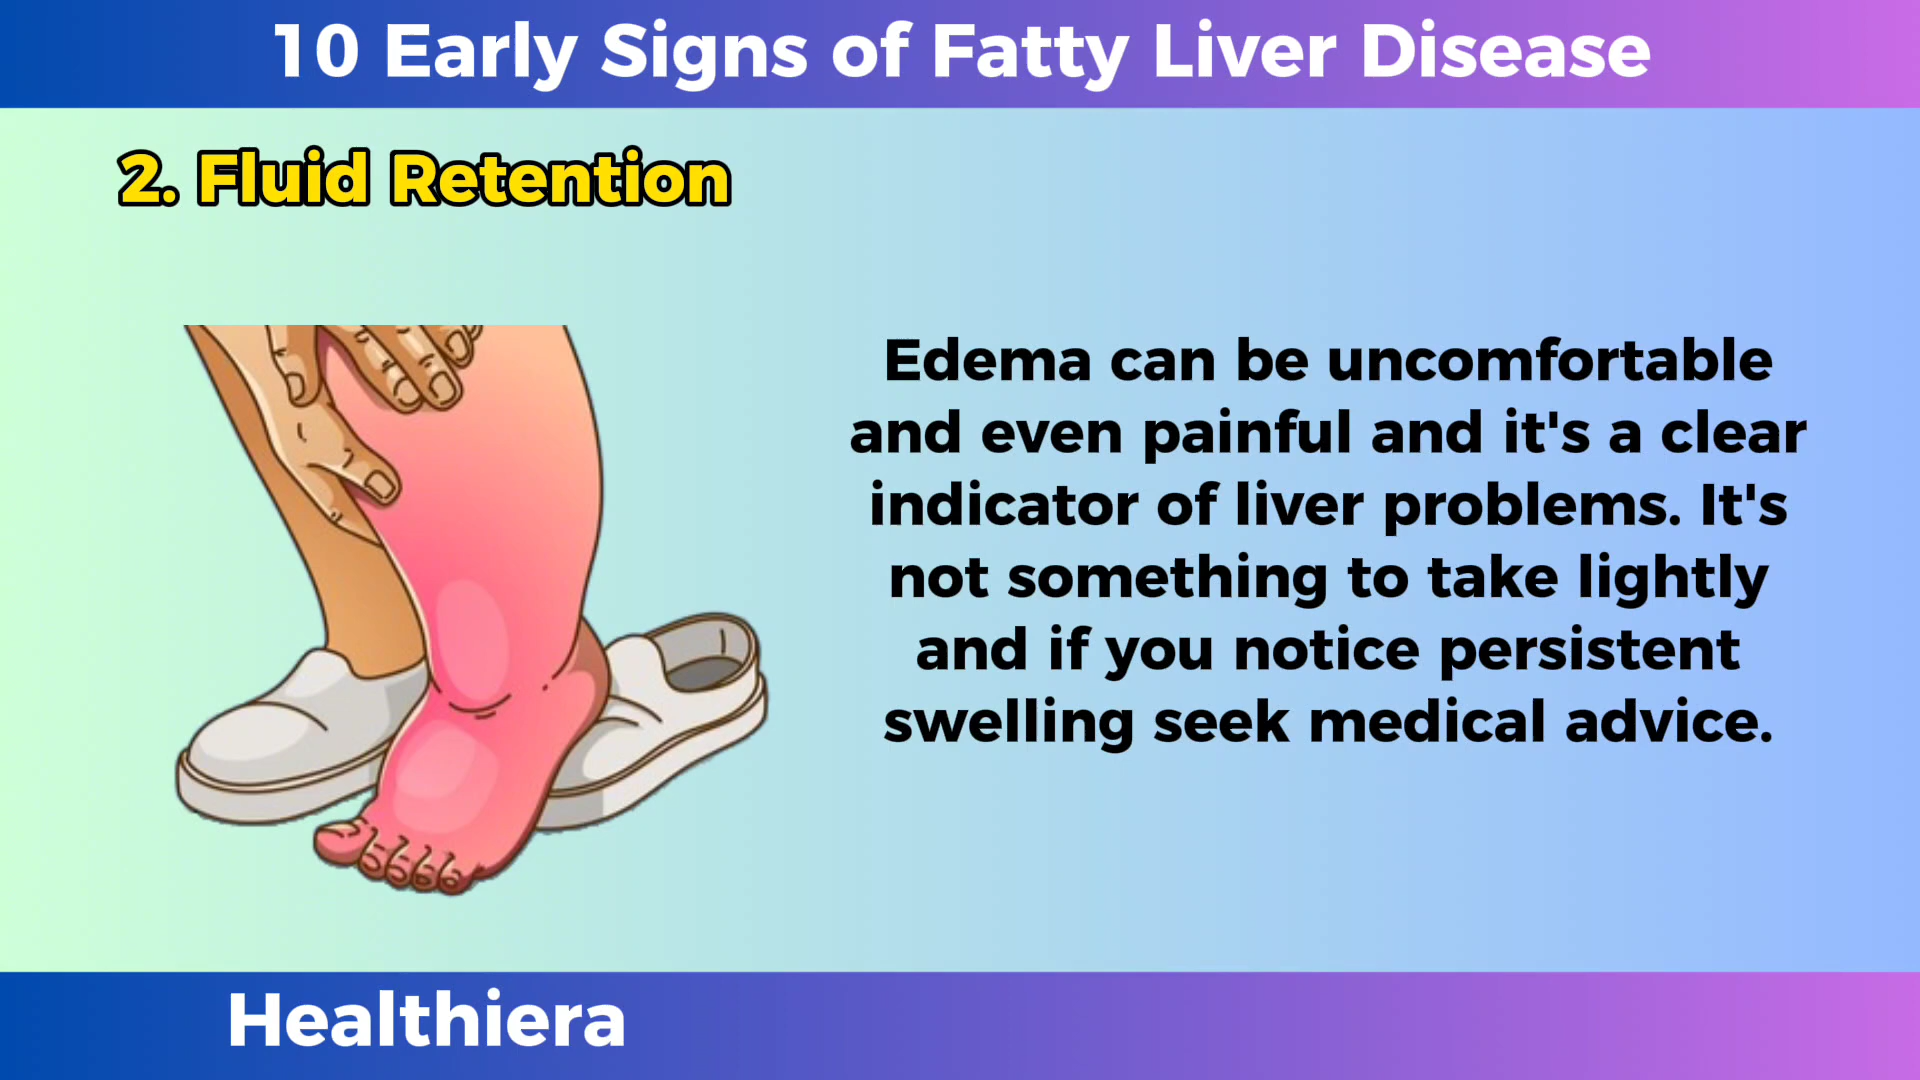 10 Early Signs of Fatty Liver Disease
2. Fluid Retention
Edema can be uncomfortable
and even painful and it's a clear
indicator of liver problems. It's
not something to take lightly
and if you notice persistent
swelling seek medical advice.
Healthiera